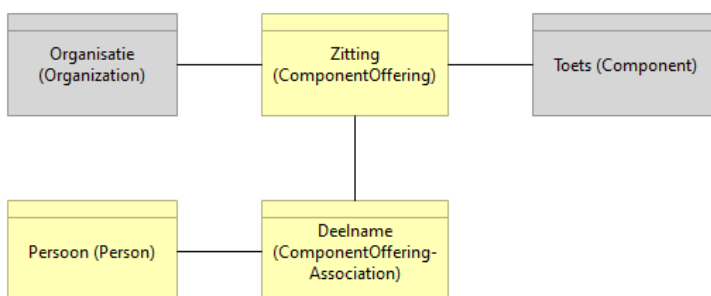 Organisatie
(Organization)
Zitting
(ComponentOffering)
Toets (Component)
Persoon (Person)
Deelname
(ComponentOffering-
Association)